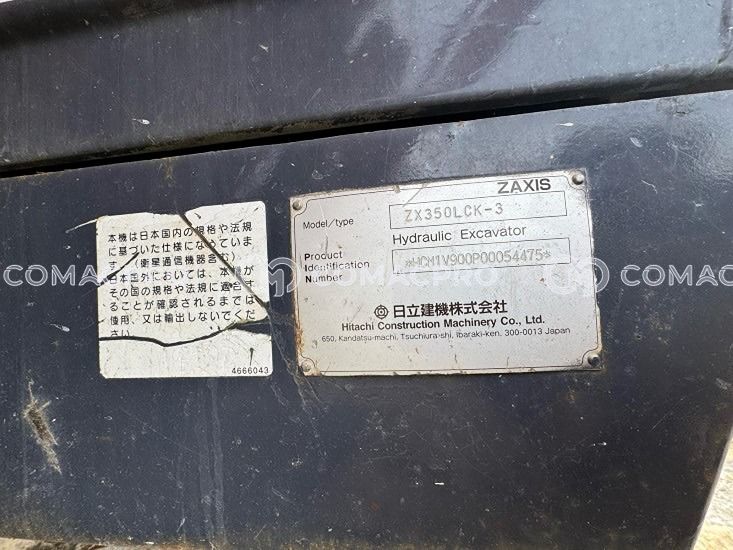 ZAXIS
Model/type ZX350LCK-3
Hydraulic Excavator
Product
Identification
Number
*HCM1V900P00054475*
日立建機株式会社
Hitachi Construction Machinery Co., Ltd.
650, Kandatsu-machi, Tsuchiura-shi, Ibaraki-ken, 300-0013 Japan
本機は日本国内の規格や法規
に基づいた仕様になっていま
す。(衛星通信機器含む)
日本国外においては、本機が
その国の規格や法規に適合す
ることが確認されるまでは
使用、又は輸出しないでくだ
さい
4666043
COMAC
COMACPRO
COMAC